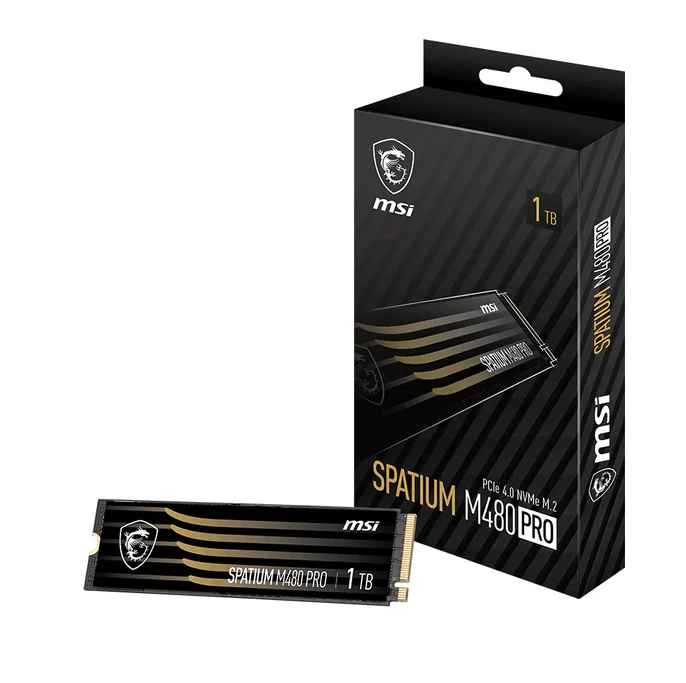 msi
1 TB
msi
SPATIUM M480 PRO
SPATIUM M480 PRO
PCIe 4.0 NVMe M.2
SPATIUM M480 PRO
msi
msi
SPATIUM M480 PRO | 1 TB